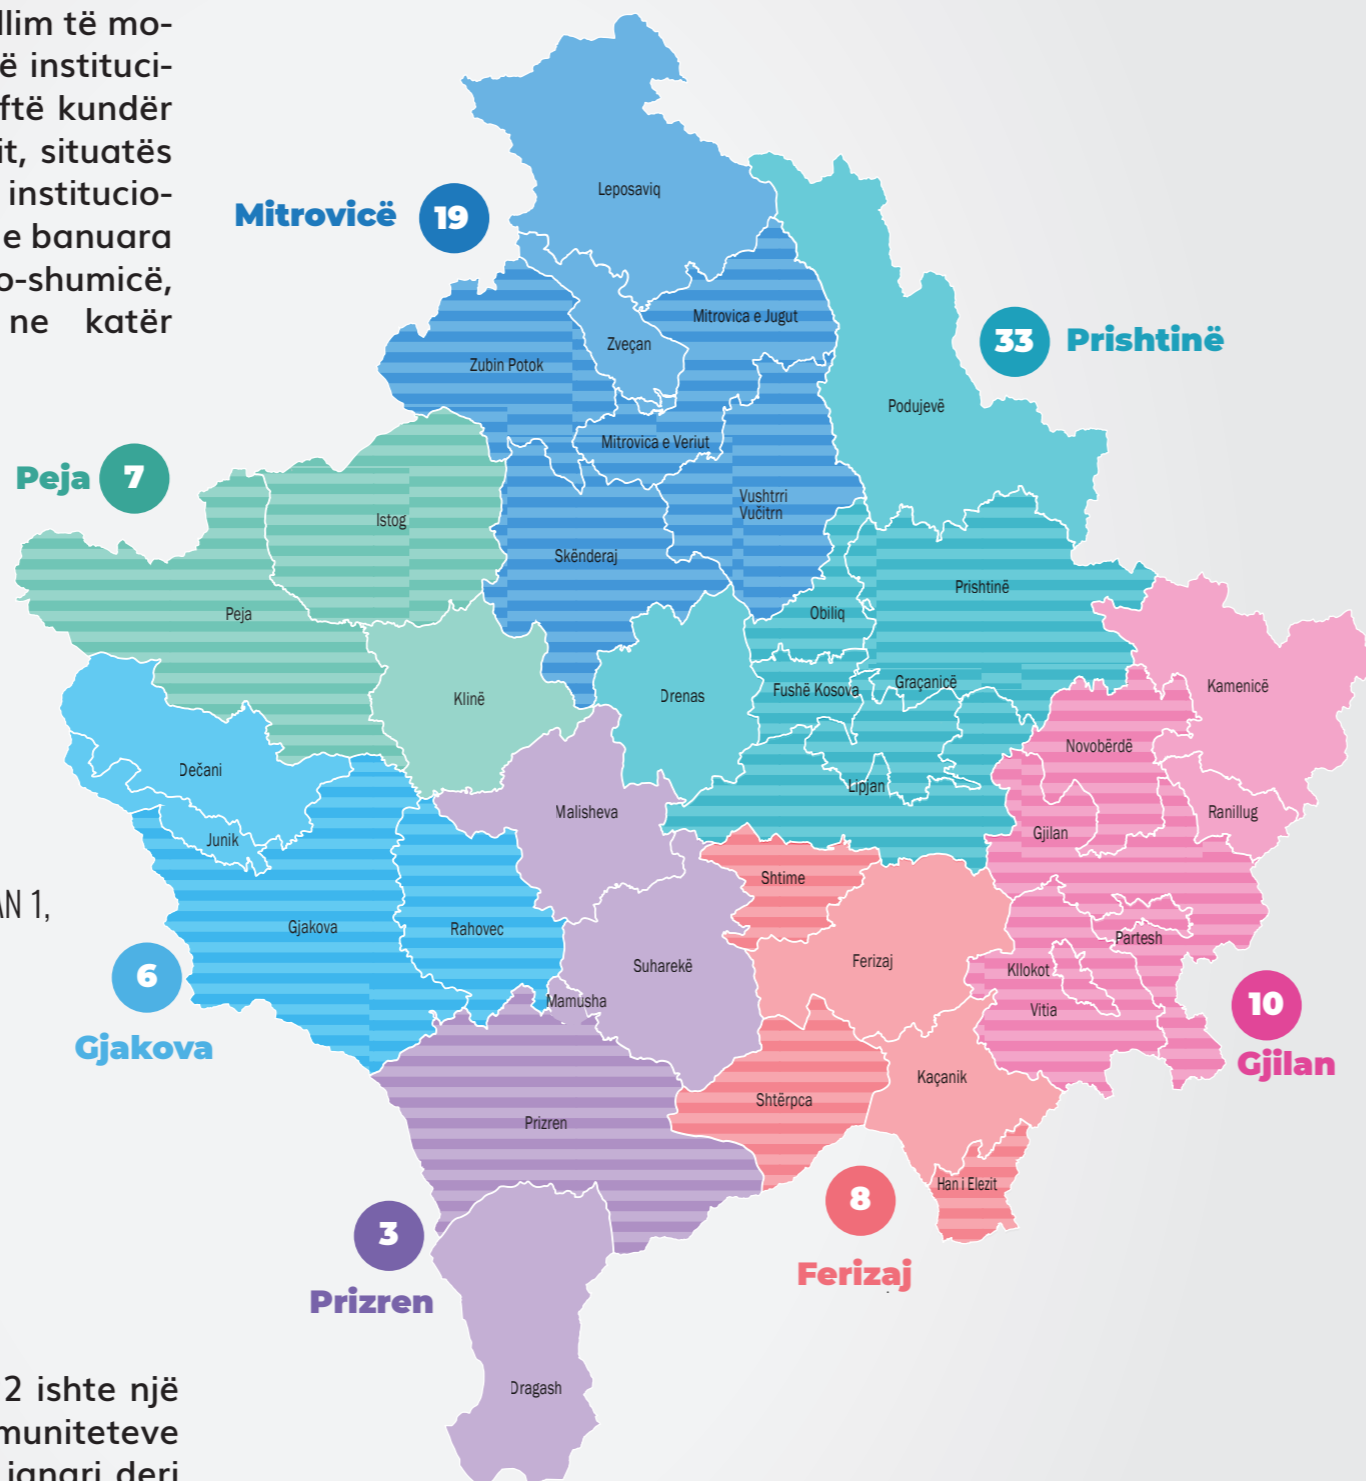 llim të mo-
ë instituci-
ftë kundër
it, situatës
institucio-
e banuara
o-shumicë,
ne katër
Mitrovicë 19
Leposaviq
Mitrovica e Jugut
Zveçan
Zubin Potok
33 Prishtinë
Podujevë
Mitrovica e Veriut
Peja 7
Vushtrri
Vučitrn
Istog
Skënderaj
Prishtinë
Peja
Obiliq
Klinë
Drenas
Fushë Kosova
Graçanicë
Kamenicë
Novobërdë
Dečani
Lipjan
Malisheva
Ranillug
Junik
Gjilan
Shtime
AN 1,
Gjakova
Rahovec
Partesh
Suharekë
Ferizaj
Kllokot
6
Gjakova
Mamusha
Vitia
10
Gjilan
Kaçanik
Shtërpca
Prizren
Han i Elezit
8
Ferizaj
3
Prizren
Dragash
2 ishte një
muniteteve
janari deri